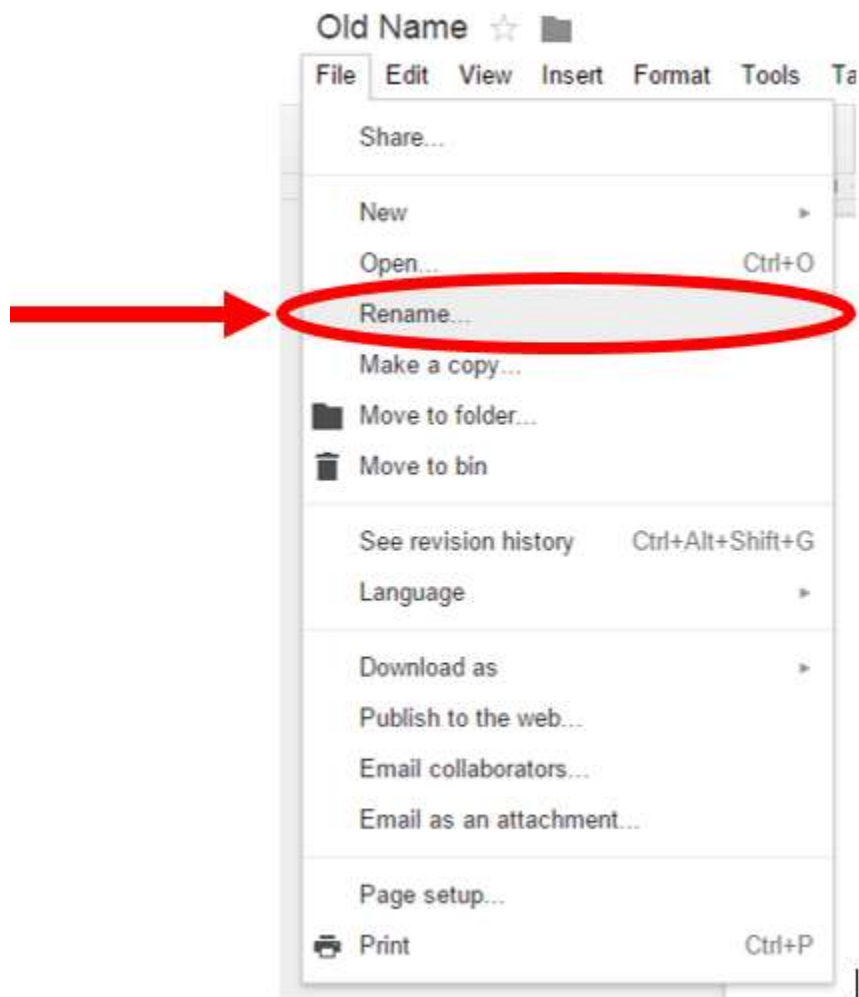 Old Name
File Edit View Insert Format Tools Ta
Share...
New
Open... Ctrl+O
Rename...
Make a copy...
Move to folder...
Move to bin
See revision history Ctrl+Alt+Shift+G
Language
Download as
Publish to the web...
Email collaborators...
Email as an attachment...
Page setup...
Print Ctrl+P